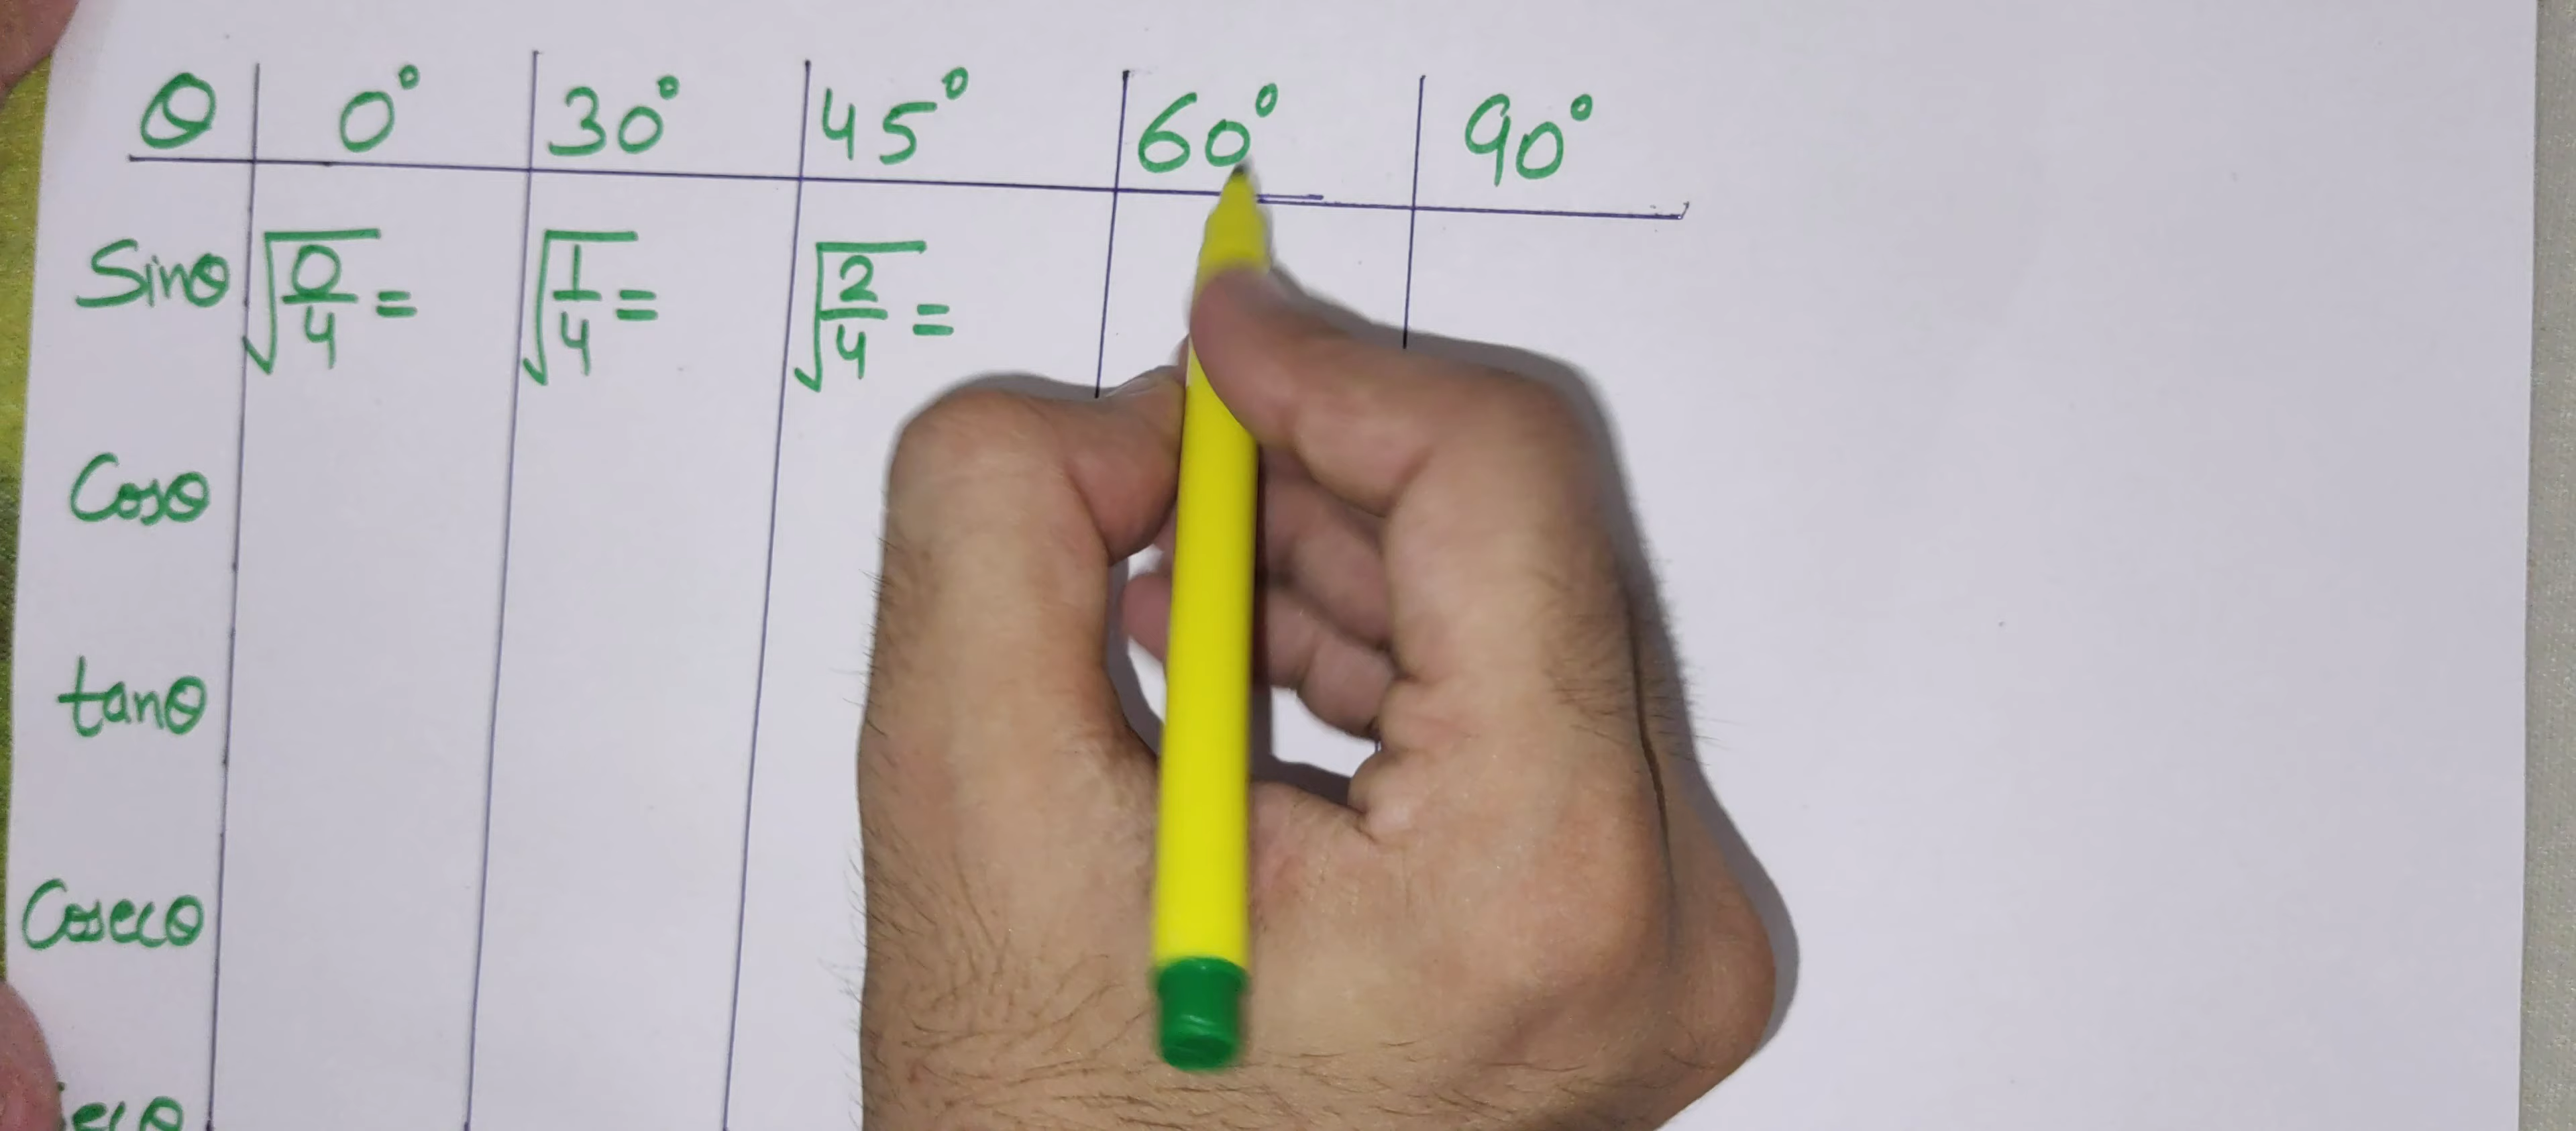 θ 0° 30° 45° 60° 90°
Sinθ √0/4 = √1/4 = √2/4 =
Cosθ
tanθ
Cosecθ